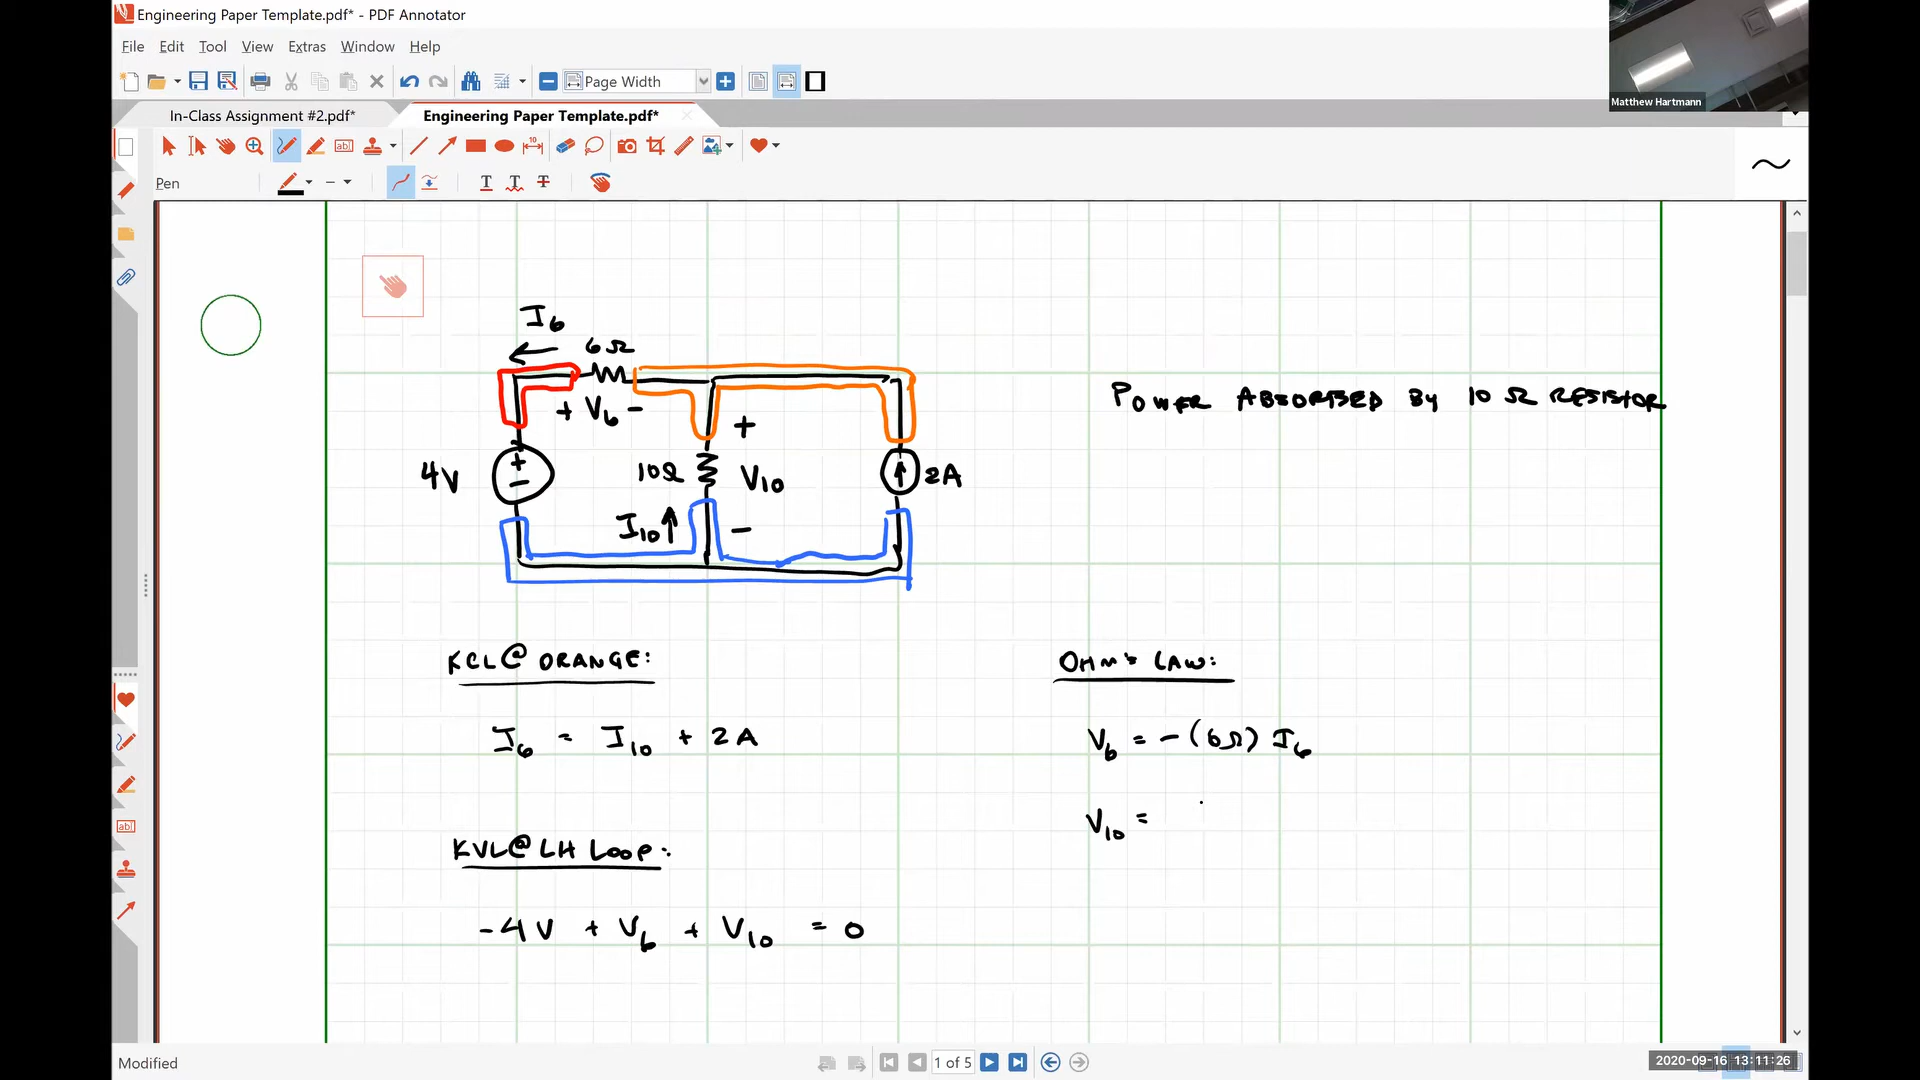 Engineering Paper Template.pdf* - PDF Annotator
File Edit Tool View Extras Window Help
Page Width
Matthew Hartmann
In-Class Assignment #2.pdf*
Engineering Paper Template.pdf*
Pen
I6
6Ω
+ V6 -
4V
+
-
10Ω
+
V10
-
I10
2A
POWER ABSORBED BY 10 Ω RESISTOR
KCL@ ORANGE:
I6 = I10 + 2A
KVL@ LH LOOP:
-4V + V6 + V10 = 0
OHM'S LAW:
V6 = -(6Ω) I6
V10 =
Modified
1 of 5
2020-09-16 13:11:26